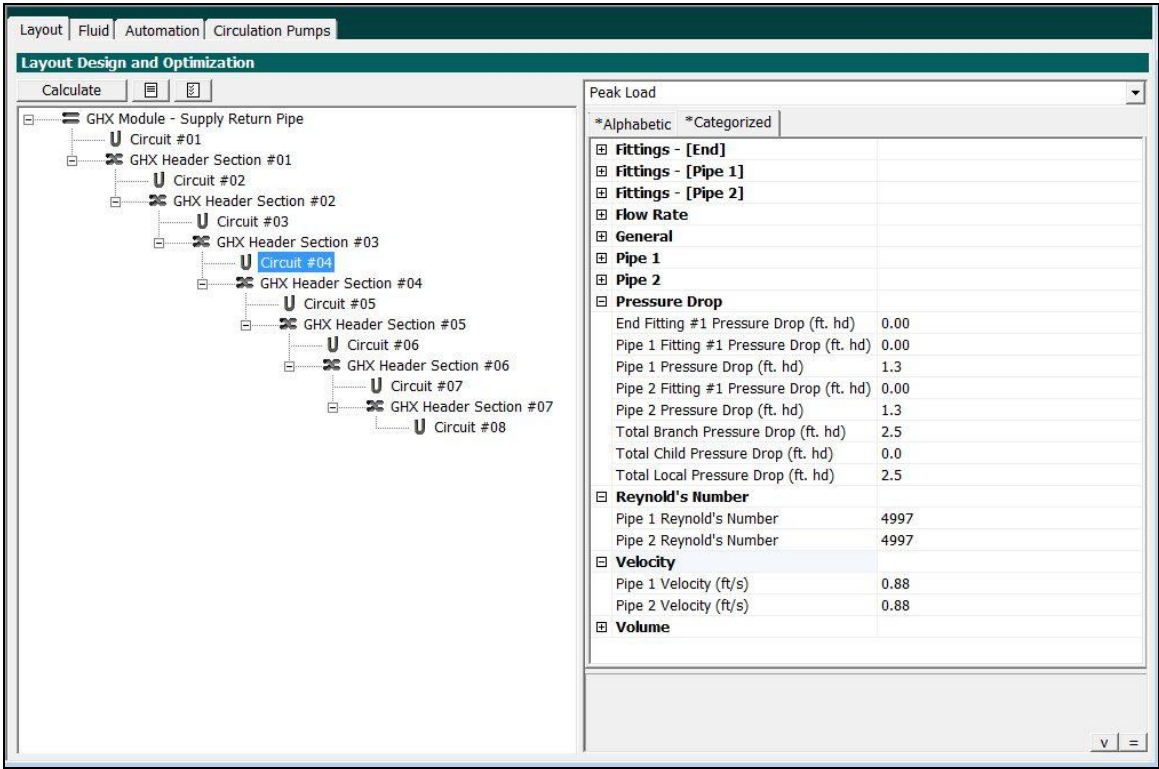 Layout Fluid Automation Circulation Pumps
Layout Design and Optimization
Calculate
GHX Module - Supply Return Pipe
Circuit #01
GHX Header Section #01
Circuit #02
GHX Header Section #02
Circuit #03
GHX Header Section #03
Circuit #04
GHX Header Section #04
Circuit #05
GHX Header Section #05
Circuit #06
GHX Header Section #06
Circuit #07
GHX Header Section #07
Circuit #08
Peak Load
*Alphabetic *Categorized
Fittings - [End]
Fittings - [Pipe 1]
Fittings - [Pipe 2]
Flow Rate
General
Pipe 1
Pipe 2
Pressure Drop
End Fitting #1 Pressure Drop (ft. hd) 0.00
Pipe 1 Fitting #1 Pressure Drop (ft. hd) 0.00
Pipe 1 Pressure Drop (ft. hd) 1.3
Pipe 2 Fitting #1 Pressure Drop (ft. hd) 0.00
Pipe 2 Pressure Drop (ft. hd) 1.3
Total Branch Pressure Drop (ft. hd) 2.5
Total Child Pressure Drop (ft. hd) 0.0
Total Local Pressure Drop (ft. hd) 2.5
Reynold's Number
Pipe 1 Reynold's Number 4997
Pipe 2 Reynold's Number 4997
Velocity
Pipe 1 Velocity (ft/s) 0.88
Pipe 2 Velocity (ft/s) 0.88
Volume
v =